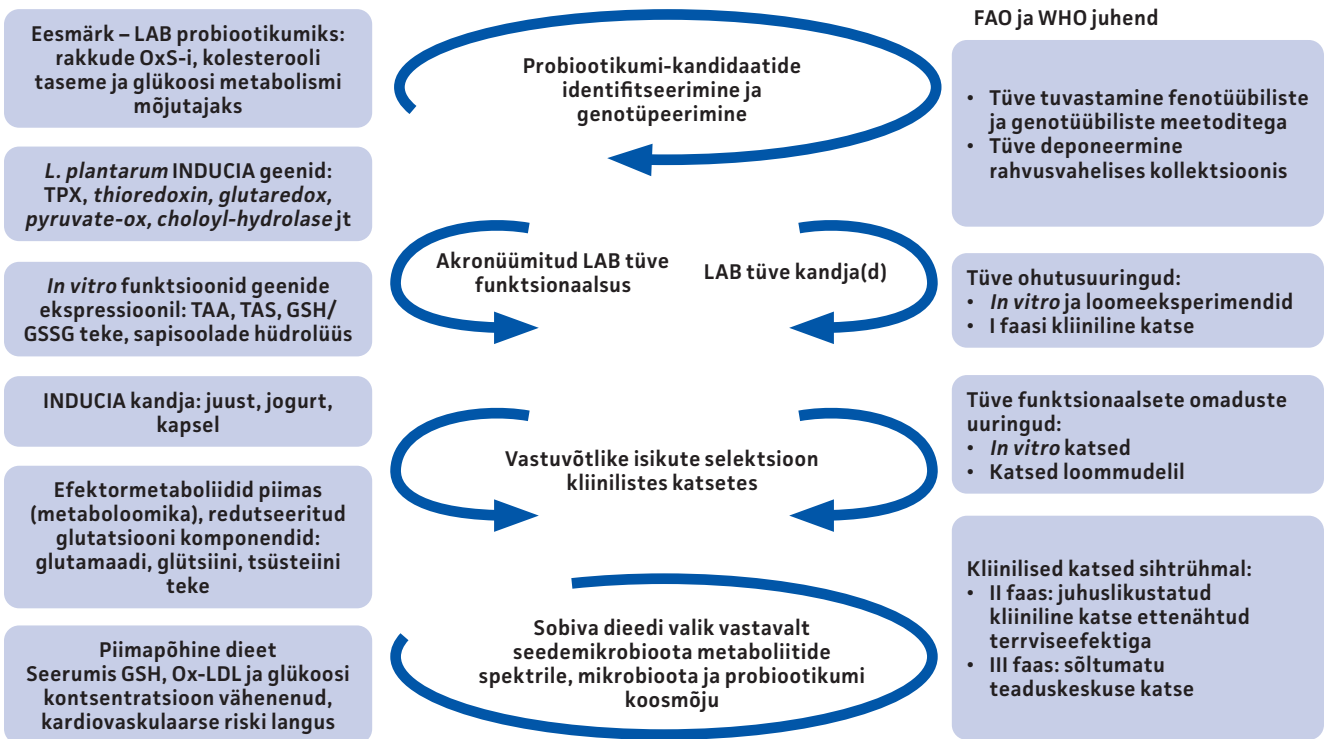 Eesmärk – LAB probiootikumiks:
rakkude OxS-i, kolesterooli
taseme ja glükoosi metabolismi
mõjutajaks
L. plantarum INDUCIA geenid:
TPX, thioredoxin, glutaredox,
pyruvate-ox, choloyl-hydrolase jt
In vitro funktsioonid geenide
ekspressioonil: TAA, TAS, GSH/
GSSG teke, sapisoolade hüdrolüüs
INDUCIA kandja: juust, jogurt,
kapsel
Efektormetaboliidid piimas
(metaboloomika), redutseeritud
glutatsiooni komponendid:
glutamaadi, glütsiini, tsüsteiini
teke
Piimapõhine dieet
Seerumis GSH, Ox-LDL ja glükoosi
kontsentratsioon vähenenud,
kardiovaskulaarse riski langus
Probiootikumi-kandidaatide
identifitseerimine ja
genotüpeerimine
Akronüümitud LAB tüve
funktsionaalsus
LAB tüve kandja(d)
Vastuvõtlike isikute selektsioon
kliinilistes katsetes
Sobiva dieedi valik vastavalt
seedemikrobioota metaboliitide
spektrile, mikrobioota ja probiootikumi
koosmõju
FAO ja WHO juhend
• Tüve tuvastamine fenotüübiliste
ja genotüübiliste meetoditega
• Tüve deponeermine
rahvusvahelises kollektsioonis
Tüve ohutusuuringud:
• In vitro ja loomeeksperimendid
• I faasi kliiniline katse
Tüve funktsionaalsete omaduste
uuringud:
• In vitro katsed
• Katsed loommudelil
Kliinilised katsed sihtrühmal:
• II faas: juhuslikustatud
kliiniline katse ettenähtud
terrviseefektiga
• III faas: sõltumatu
teaduskeskuse katse